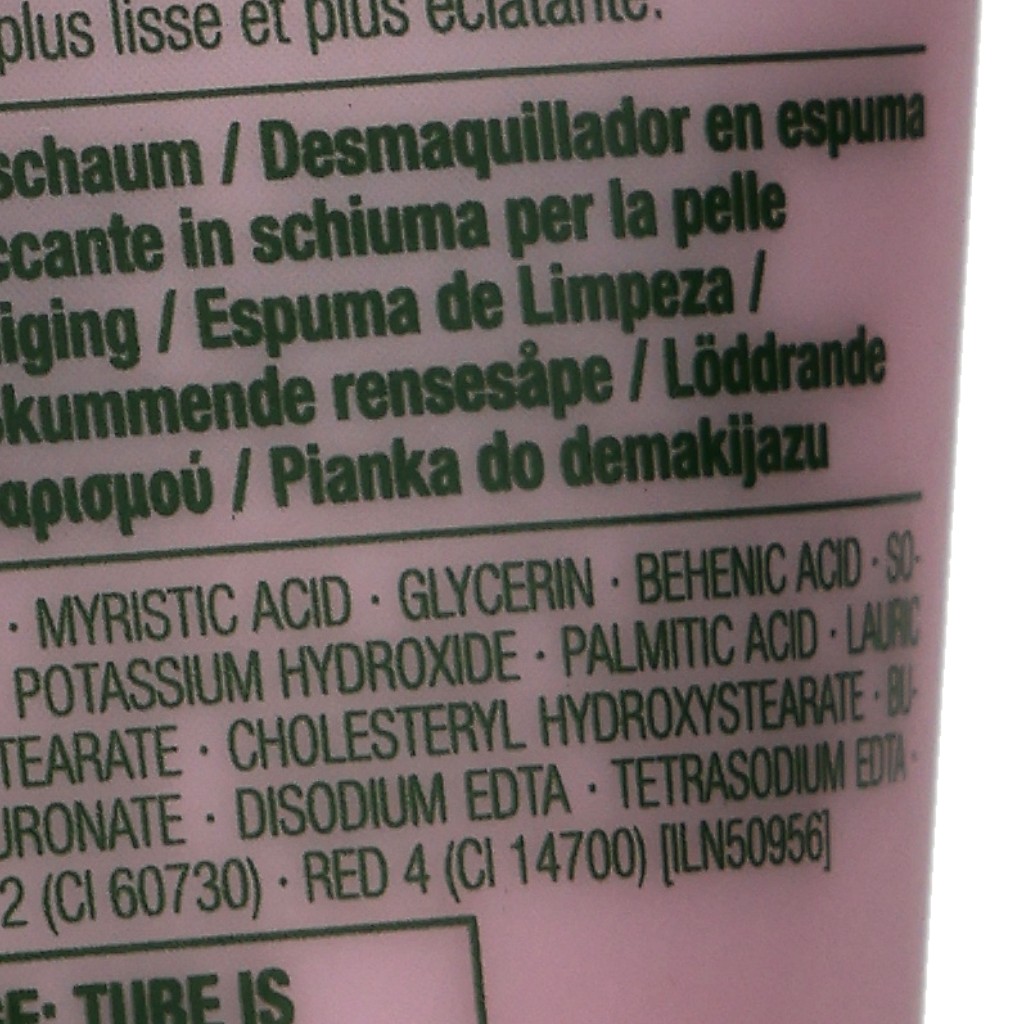 plus lisse et plus éclatante.
schaum / Desmaquillador en espuma
ccante in schiuma per la pelle
iging / Espuma de Limpeza /
skummende rensesåpe / Löddrande
αρισμού / Pianka do demakijazu
· MYRISTIC ACID · GLYCERIN · BEHENIC ACID · SO-
POTASSIUM HYDROXIDE · PALMITIC ACID · LAURIC
TEARATE · CHOLESTERYL HYDROXYSTEARATE · BU-
URONATE · DISODIUM EDTA · TETRASODIUM EDTA ·
2 (CI 60730) · RED 4 (CI 14700) [ILN50956]
TUBE IS